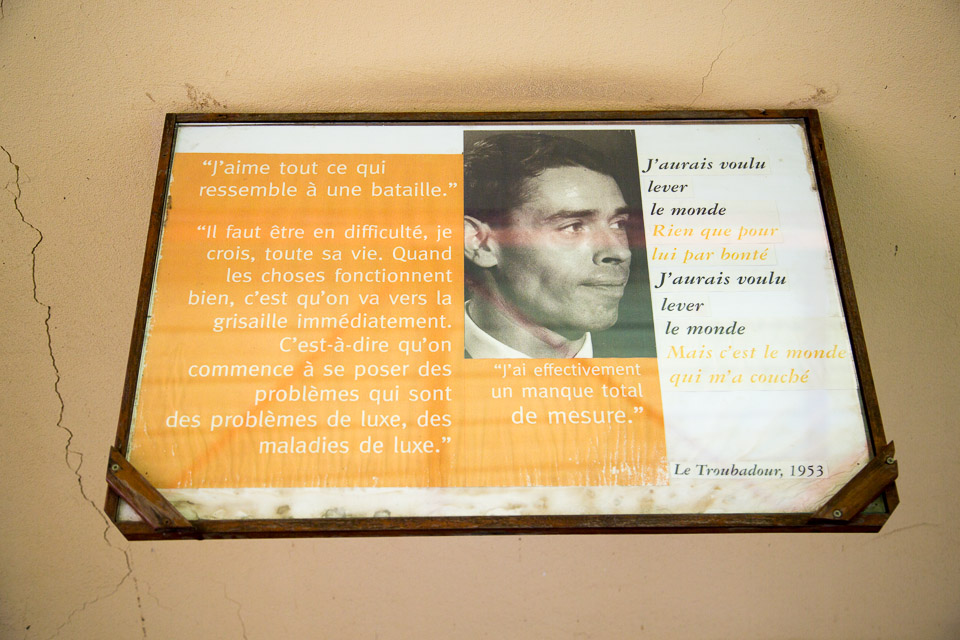 “J'aime tout ce qui
ressemble à une bataille.”
“Il faut être en difficulté, je
crois, toute sa vie. Quand
les choses fonctionnent
bien, c'est qu'on va vers la
grisaille immédiatement.
C'est-à-dire qu'on
commence à se poser des
problèmes qui sont
des problèmes de luxe, des
maladies de luxe.”
“J'ai effectivement
un manque total
de mesure.”
J'aurais voulu
lever
le monde
Rien que pour
lui par bonté
J'aurais voulu
lever
le monde
Mais c'est le monde
qui m'a couché
Le Troubadour, 1953